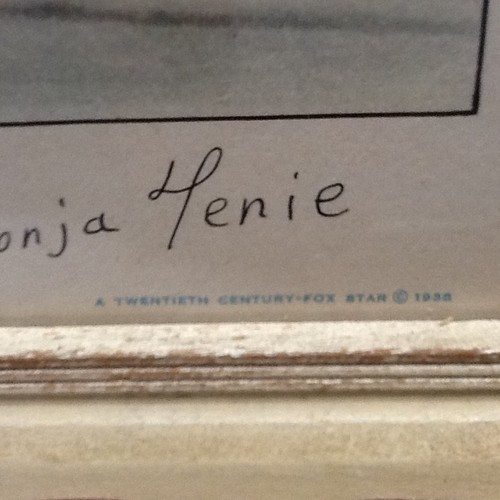 onja Henie
A TWENTIETH CENTURY-FOX STAR © 1938